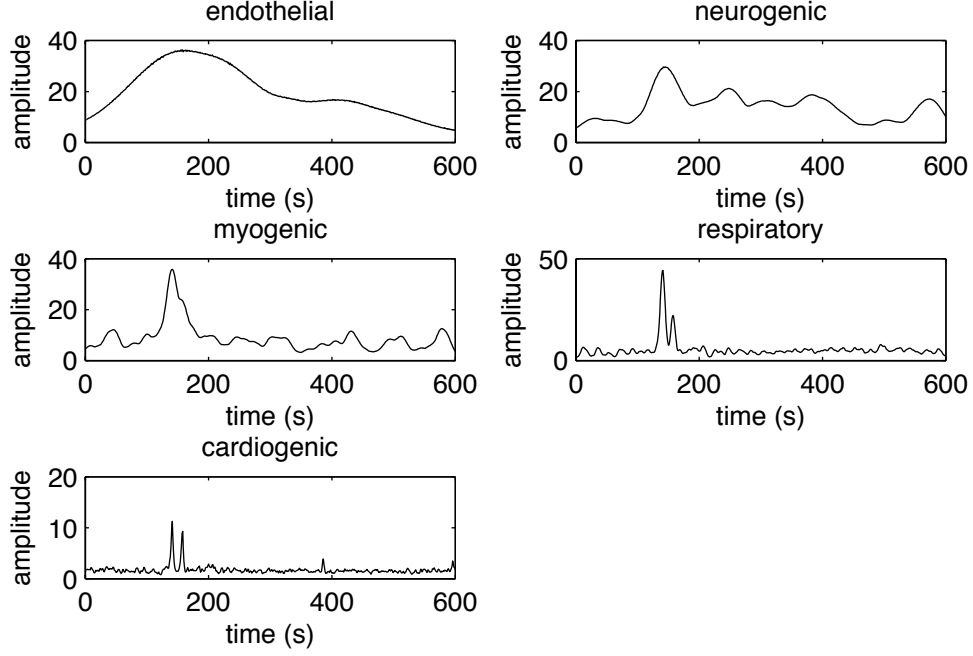 endothelial
amplitude
40
20
0
0 200 400 600
time (s)
neurogenic
amplitude
40
20
0
0 200 400 600
time (s)
myogenic
amplitude
40
20
0
0 200 400 600
time (s)
respiratory
amplitude
50
0
0 200 400 600
time (s)
cardiogenic
amplitude
20
10
0
0 200 400 600
time (s)